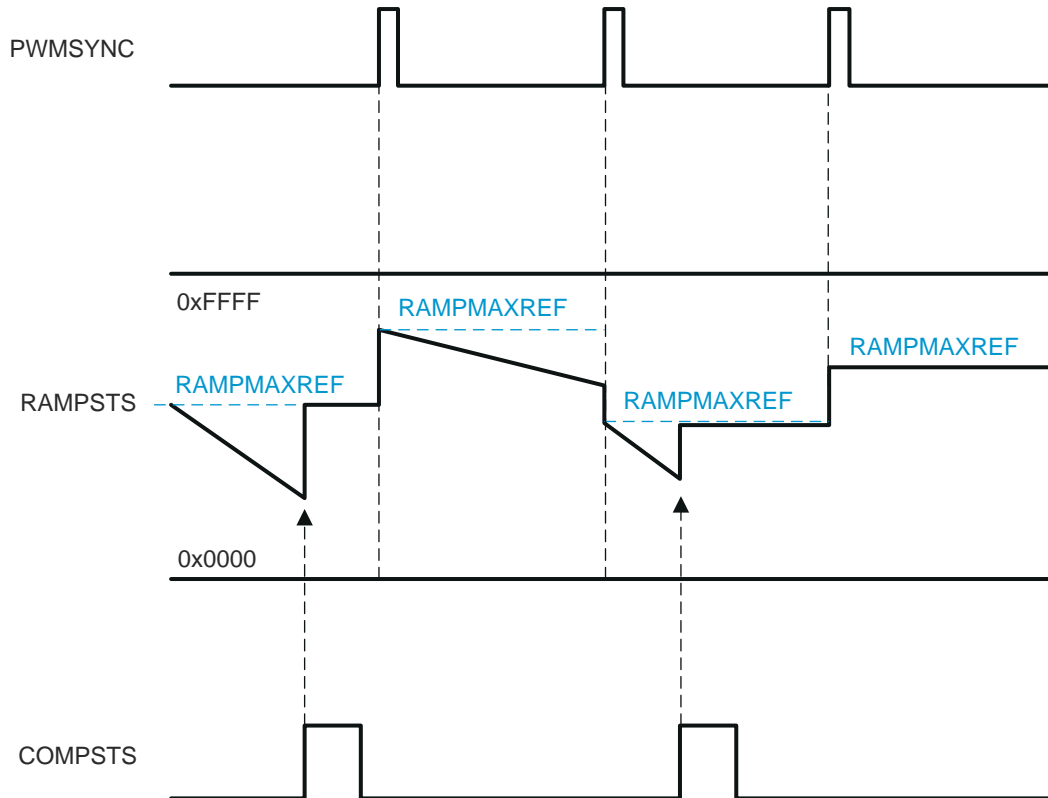 PWMSYNC
0xFFFF
RAMPMAXREF
RAMPMAXREF
RAMPMAXREF
RAMPMAXREF
RAMPSTS
0x0000
COMPSTS